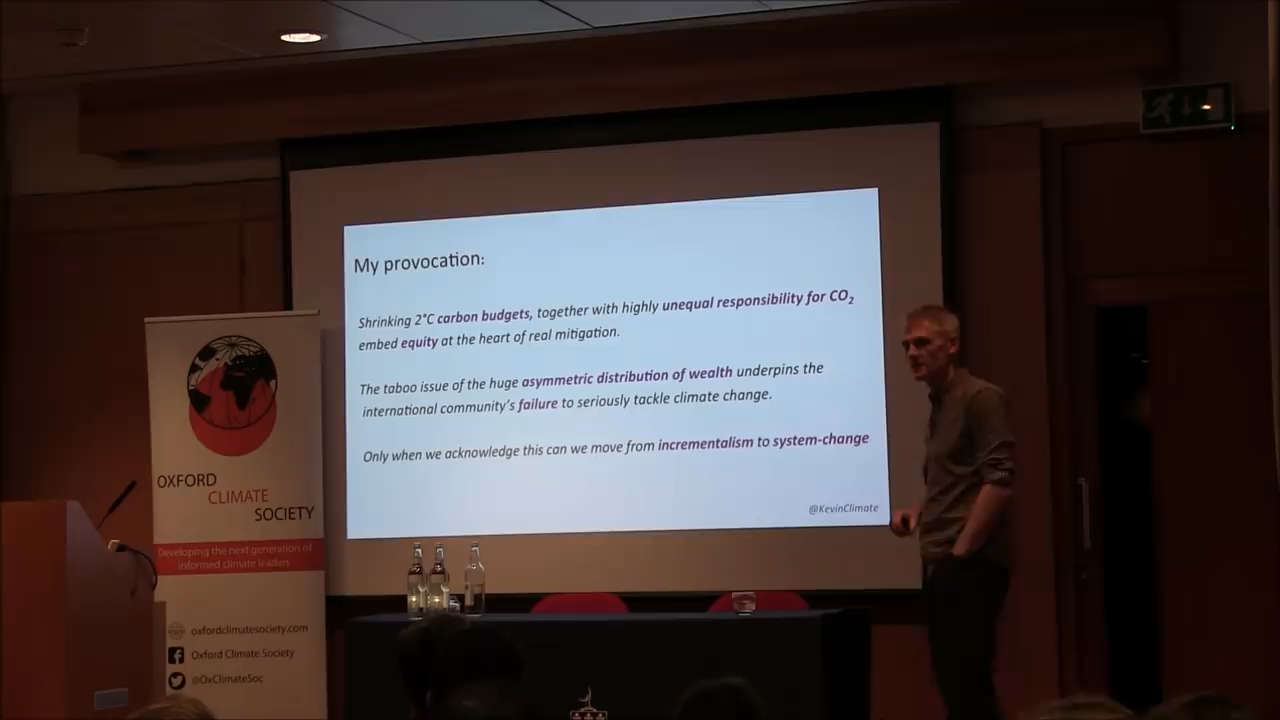 My provocation:
Shrinking 2°C carbon budgets, together with highly unequal responsibility for CO₂
embed equity at the heart of real mitigation.
The taboo issue of the huge asymmetric distribution of wealth underpins the
international community's failure to seriously tackle climate change.
Only when we acknowledge this can we move from incrementalism to system-change
@KevinClimate
OXFORD
CLIMATE
SOCIETY
Developing the next generation of
informed climate leaders
oxfordclimatesociety.com
Oxford Climate Society
@OxClimateSoc